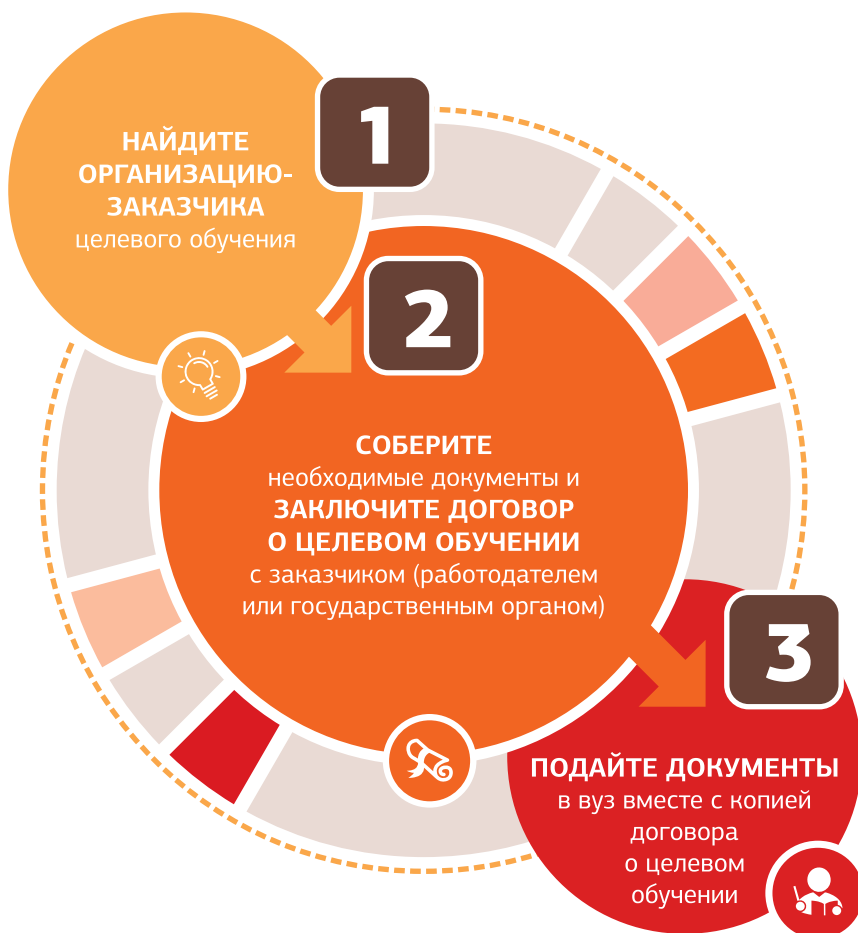 1
НАЙДИТЕ
ОРГАНИЗАЦИЮ-
ЗАКАЗЧИКА
целевого обучения
2
СОБЕРИТЕ
необходимые документы и
ЗАКЛЮЧИТЕ ДОГОВОР
О ЦЕЛЕВОМ ОБУЧЕНИИ
с заказчиком (работодателем
или государственным органом)
3
ПОДАЙТЕ ДОКУМЕНТЫ
в вуз вместе с копией
договора
о целевом
обучении